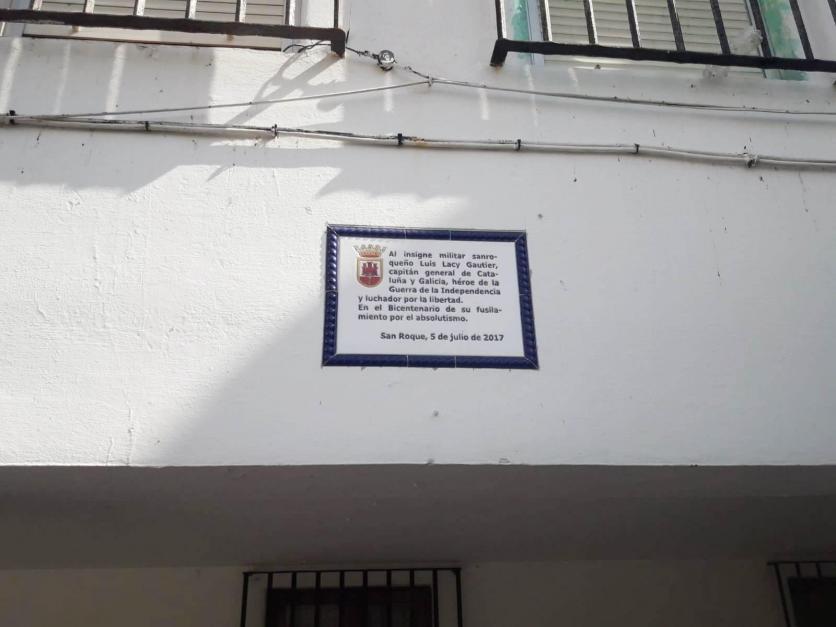 Al insigne militar sanro-
queño Luis Lacy Gautier,
capitán general de Cata-
luña y Galicia, héroe de la
Guerra de la Independencia
y luchador por la libertad.
En el Bicentenario de su fusila-
miento por el absolutismo.
San Roque, 5 de julio de 2017